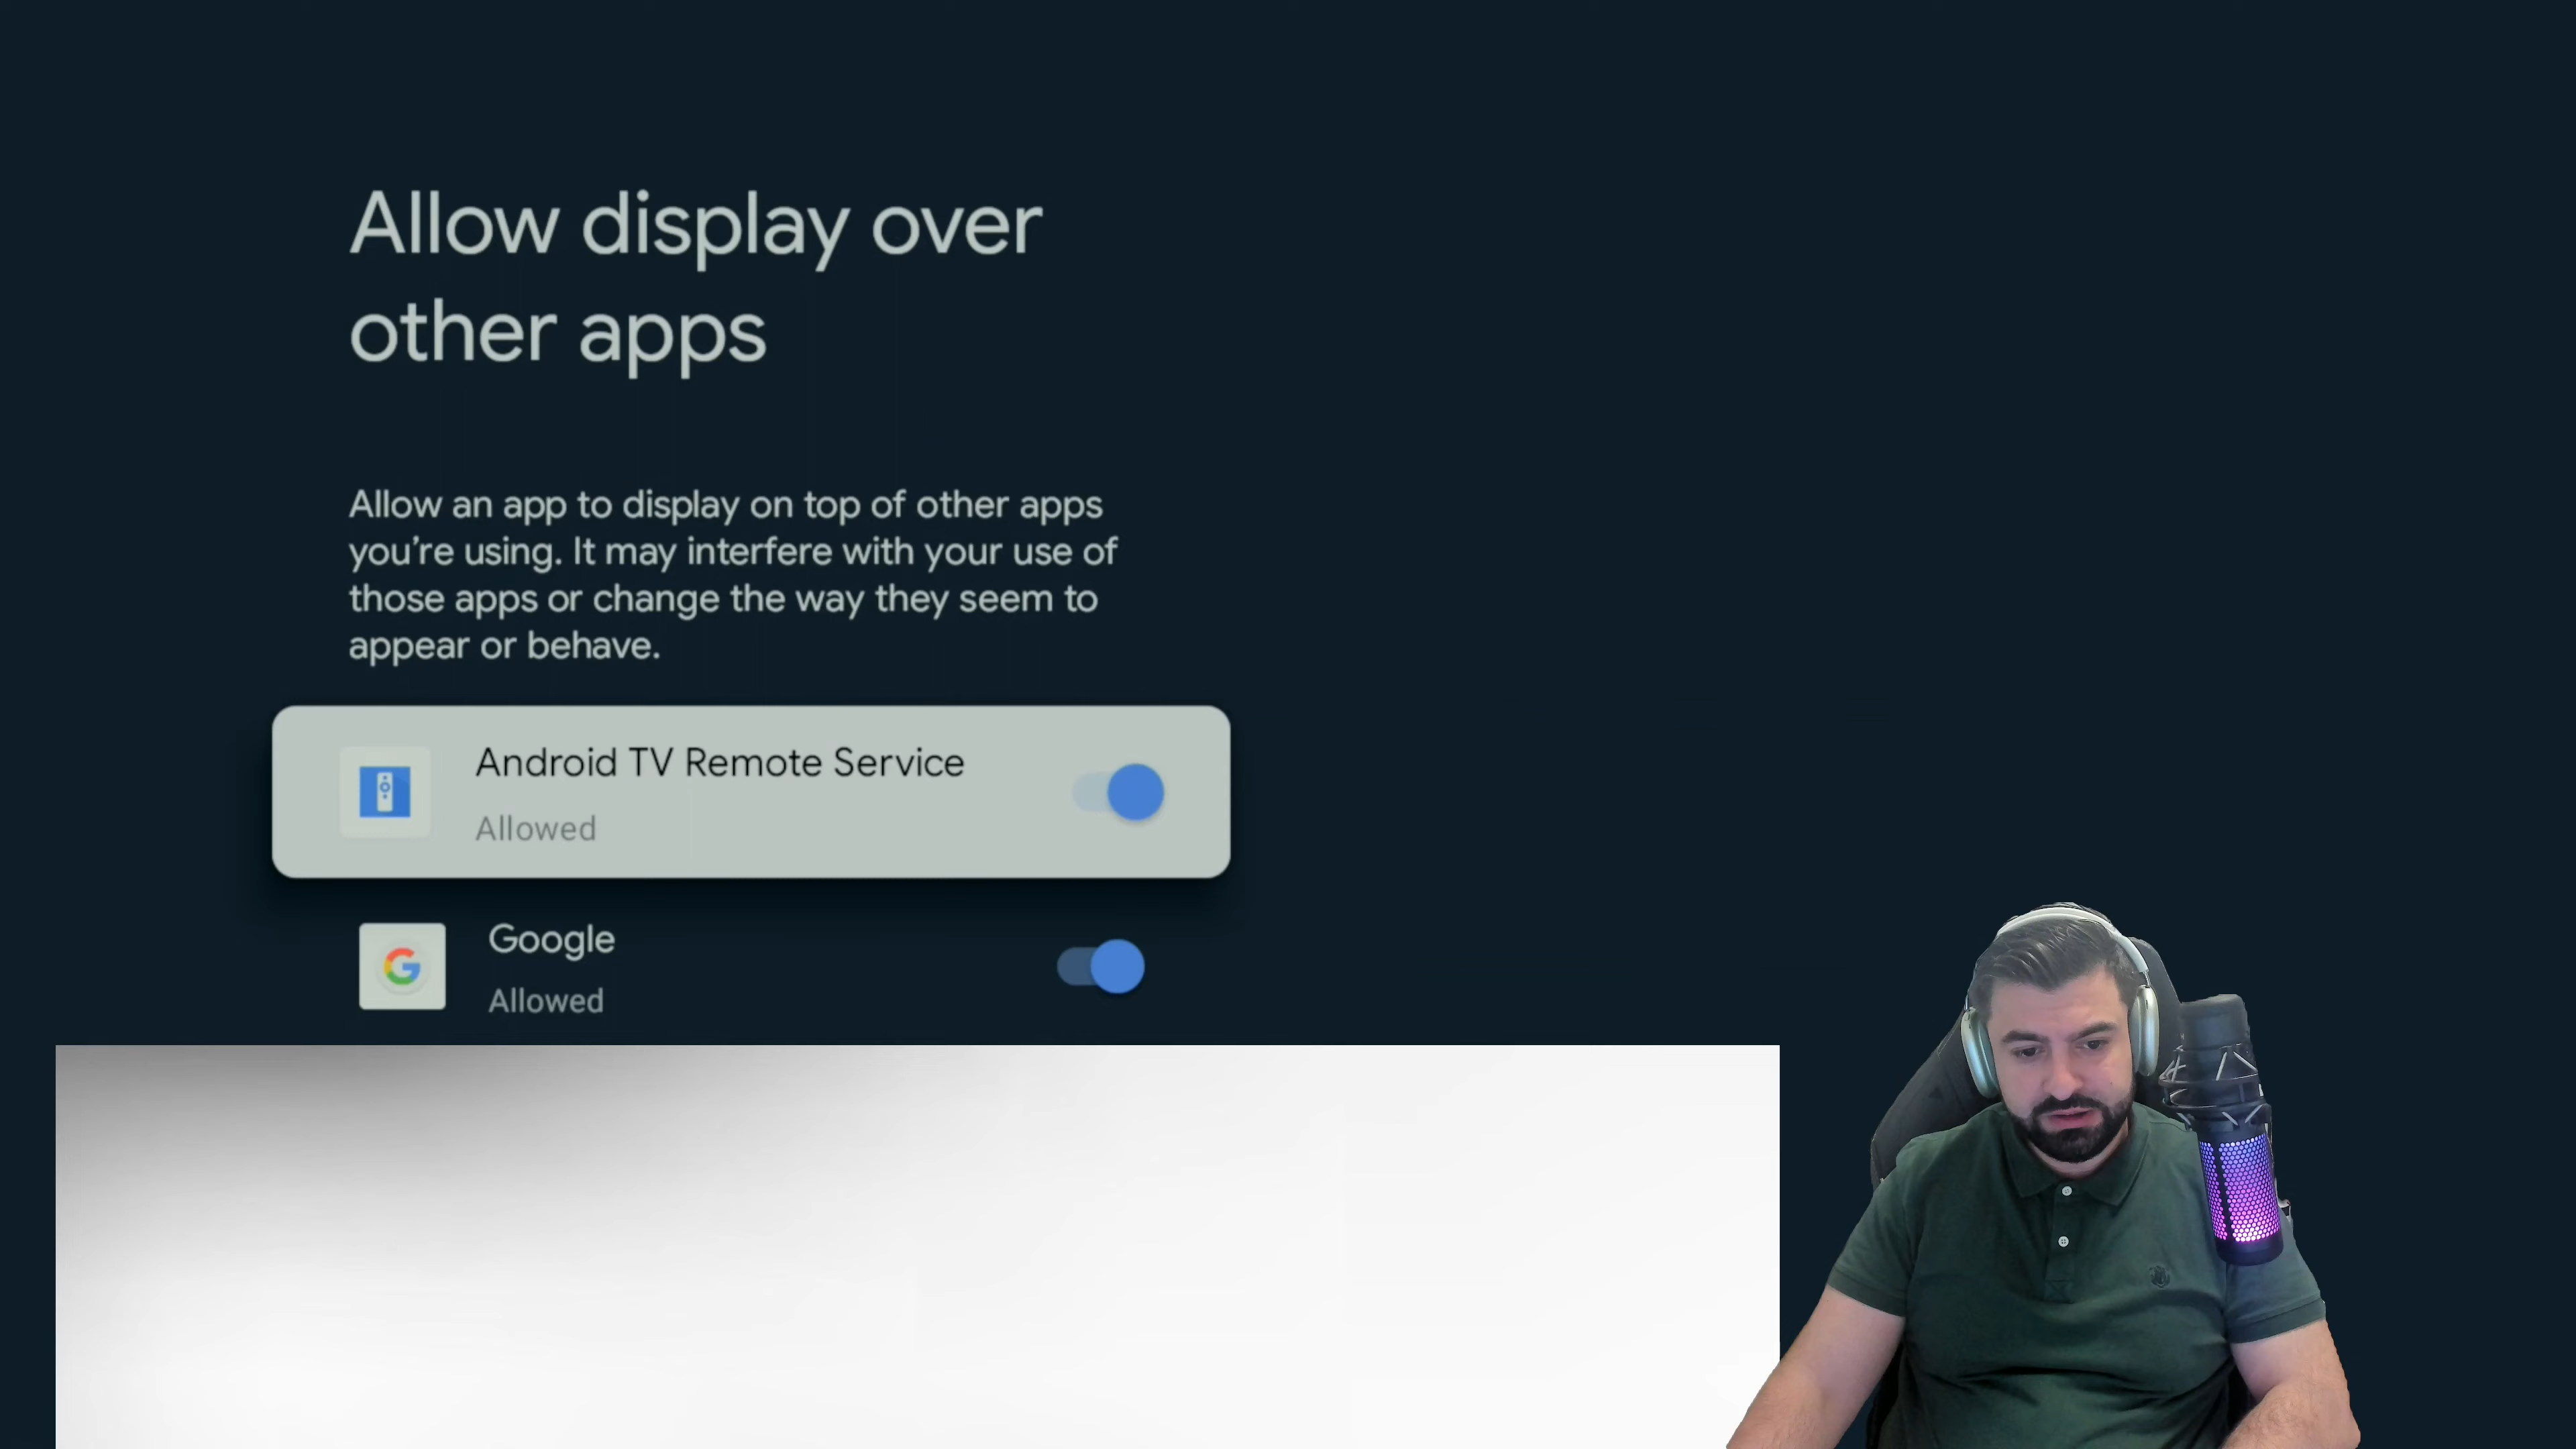 Allow display over
other apps
Allow an app to display on top of other apps
you're using. It may interfere with your use of
those apps or change the way they seem to
appear or behave.
Android TV Remote Service
Allowed
Google
Allowed